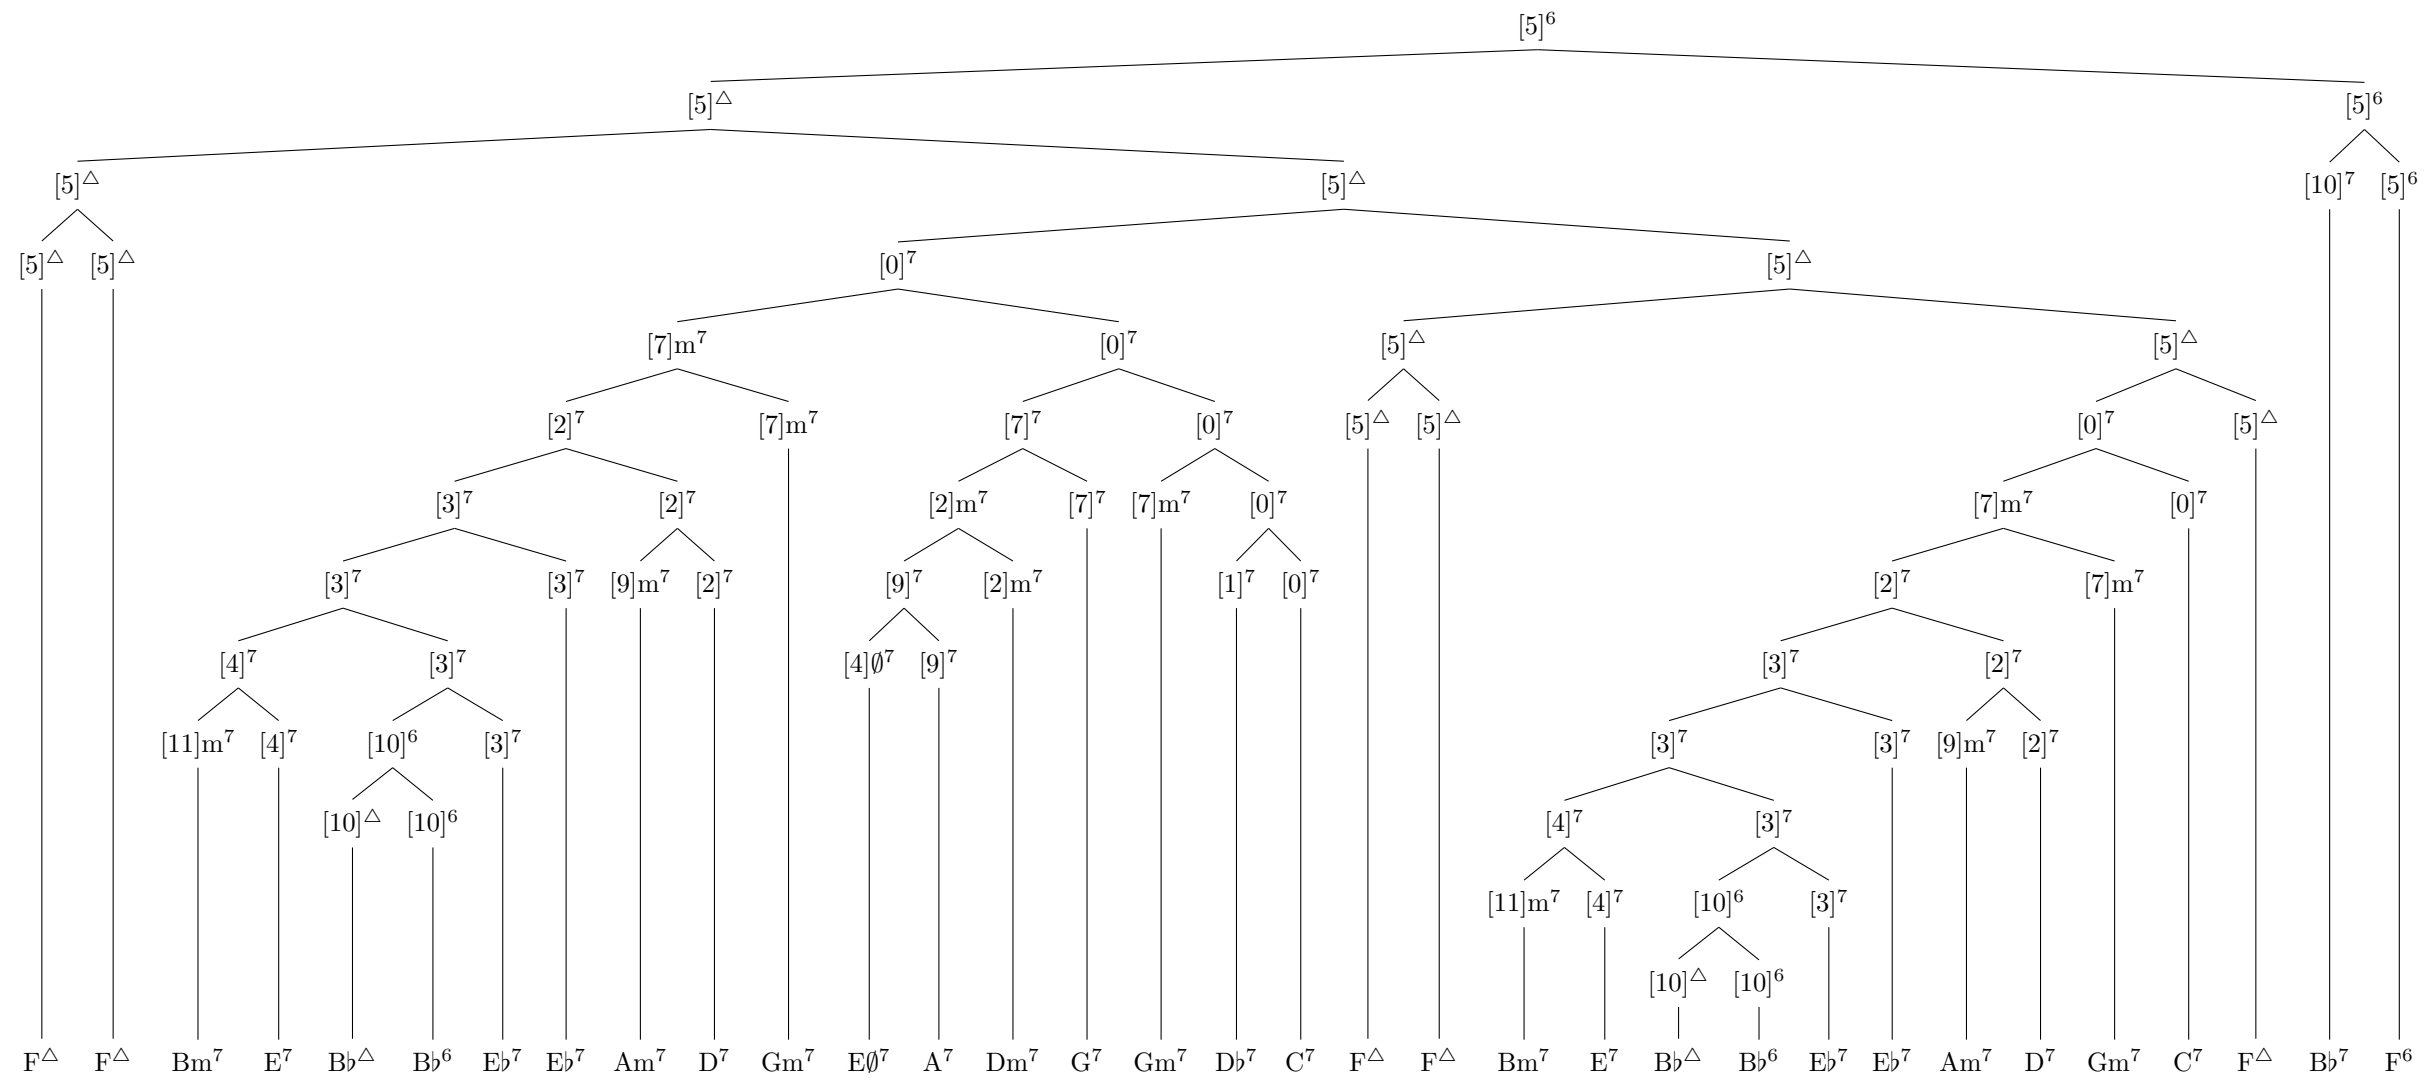 [5]⁶
[5]△ [5]⁶
[5]△ [5]△ [10]⁷ [5]⁶
[5]△ [5]△ [0]⁷ [5]△
[7]m⁷ [0]⁷ [5]△ [5]△
[2]⁷ [7]m⁷ [7]⁷ [0]⁷ [5]△ [5]△ [0]⁷ [5]△
[3]⁷ [2]⁷ [2]m⁷ [7]⁷ [7]m⁷ [0]⁷ [7]m⁷ [0]⁷
[3]⁷ [3]⁷ [9]m⁷ [2]⁷ [9]⁷ [2]m⁷ [1]⁷ [0]⁷ [2]⁷ [7]m⁷
[4]⁷ [3]⁷ [4]∅⁷ [9]⁷ [3]⁷ [2]⁷
[11]m⁷ [4]⁷ [10]⁶ [3]⁷ [3]⁷ [3]⁷ [9]m⁷ [2]⁷
[10]△ [10]⁶ [4]⁷ [3]⁷
[11]m⁷ [4]⁷ [10]⁶ [3]⁷
[10]△ [10]⁶
F△ F△ Bm⁷ E⁷ B♭△ B♭⁶ E♭⁷ E♭⁷ Am⁷ D⁷ Gm⁷ E∅⁷ A⁷ Dm⁷ G⁷ Gm⁷ D♭⁷ C⁷ F△ F△ Bm⁷ E⁷ B♭△ B♭⁶ E♭⁷ E♭⁷ Am⁷ D⁷ Gm⁷ C⁷ F△ B♭⁷ F⁶